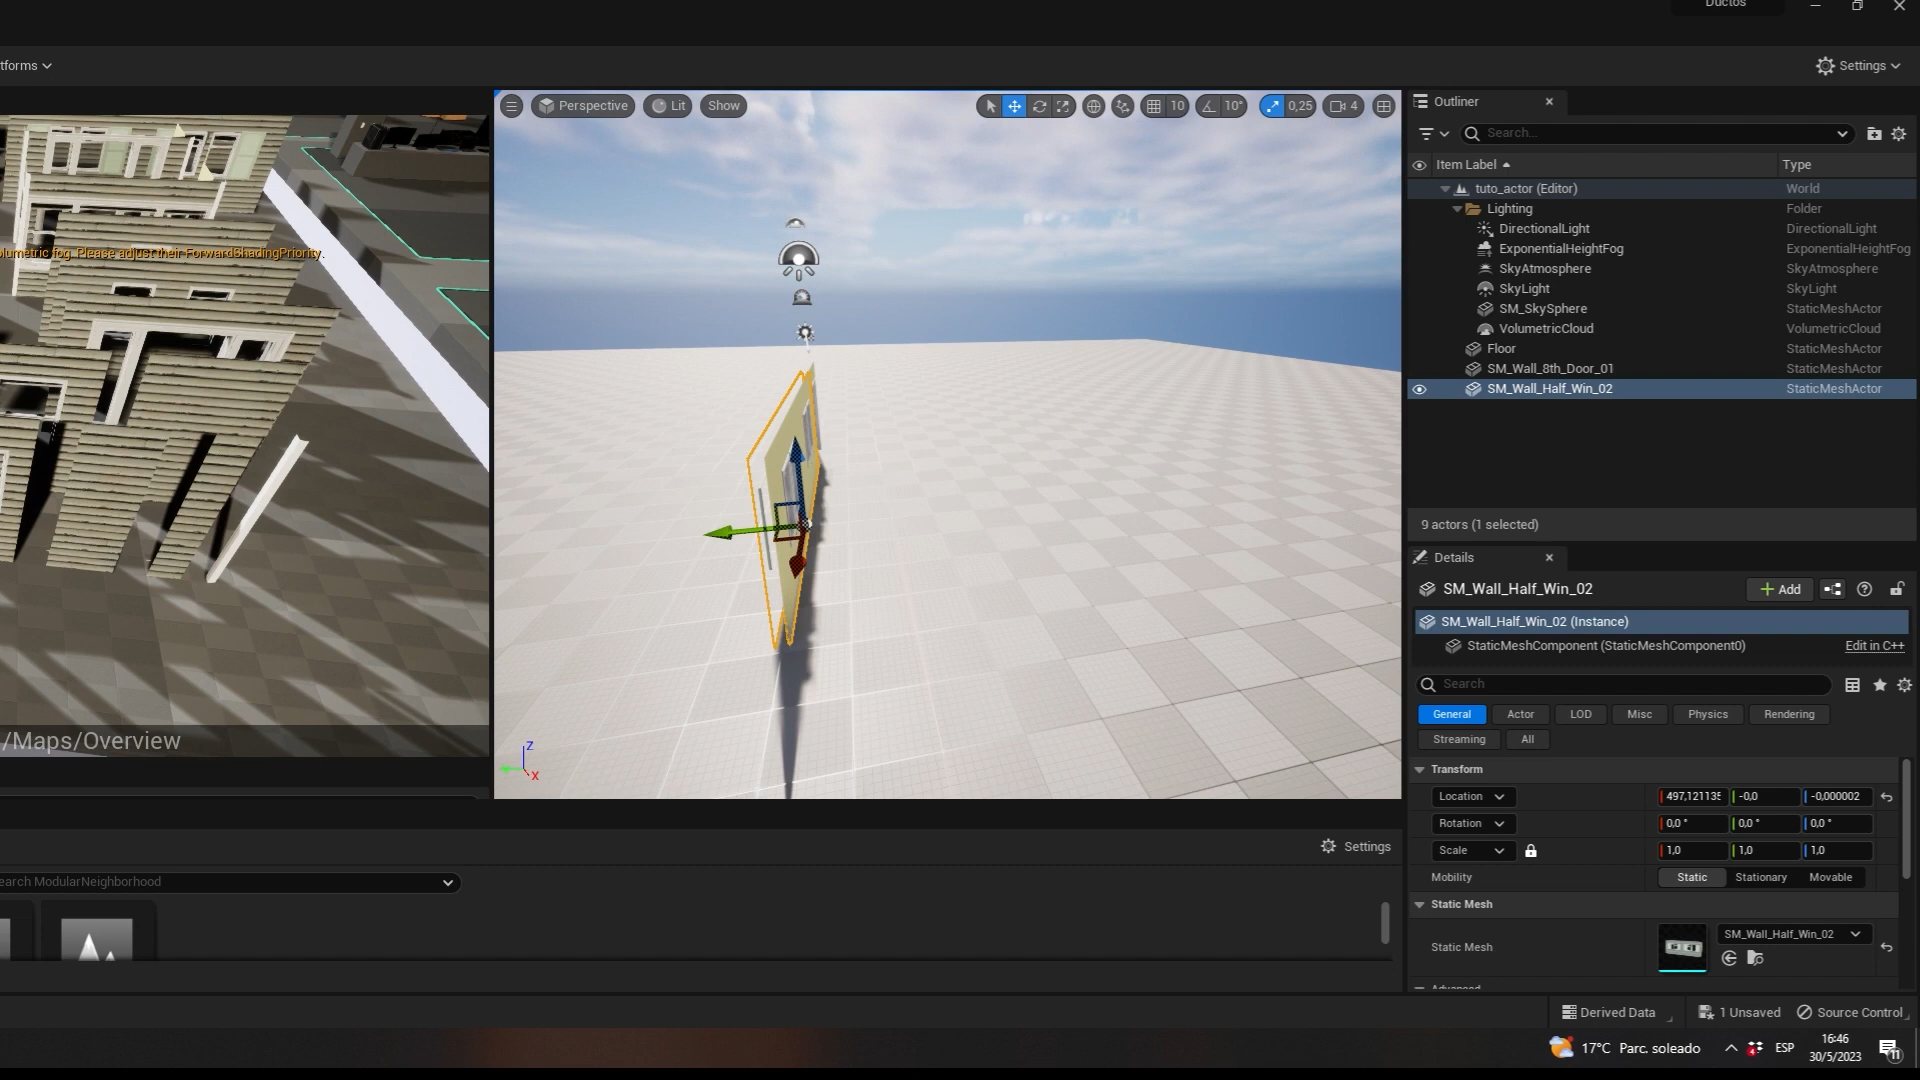 Ductos
tforms
Settings
Perspective
Lit
Show
10
10°
0,25
4
Outliner
Search...
Item Label
Type
tuto_actor (Editor)
World
Lighting
Folder
DirectionalLight
DirectionalLight
ExponentialHeightFog
ExponentialHeightFog
SkyAtmosphere
SkyAtmosphere
SkyLight
SkyLight
SM_SkySphere
StaticMeshActor
VolumetricCloud
VolumetricCloud
Floor
StaticMeshActor
SM_Wall_8th_Door_01
StaticMeshActor
SM_Wall_Half_Win_02
StaticMeshActor
9 actors (1 selected)
lumetric fog. Please adjust their ForwardShadingPriority.
/Maps/Overview
Z
X
Details
SM_Wall_Half_Win_02
Add
SM_Wall_Half_Win_02 (Instance)
StaticMeshComponent (StaticMeshComponent0)
Edit in C++
Search
General
Actor
LOD
Misc
Physics
Rendering
Streaming
All
Transform
Location
497,121135
-0,0
-0,000002
Rotation
0,0 °
0,0 °
0,0 °
Scale
1,0
1,0
1,0
Mobility
Static
Stationary
Movable
Static Mesh
Static Mesh
SM_Wall_Half_Win_02
Advanced
Settings
earch ModularNeighborhood
Derived Data
1 Unsaved
Source Control
17°C Parc. soleado
ESP
16:46
30/5/2023
11